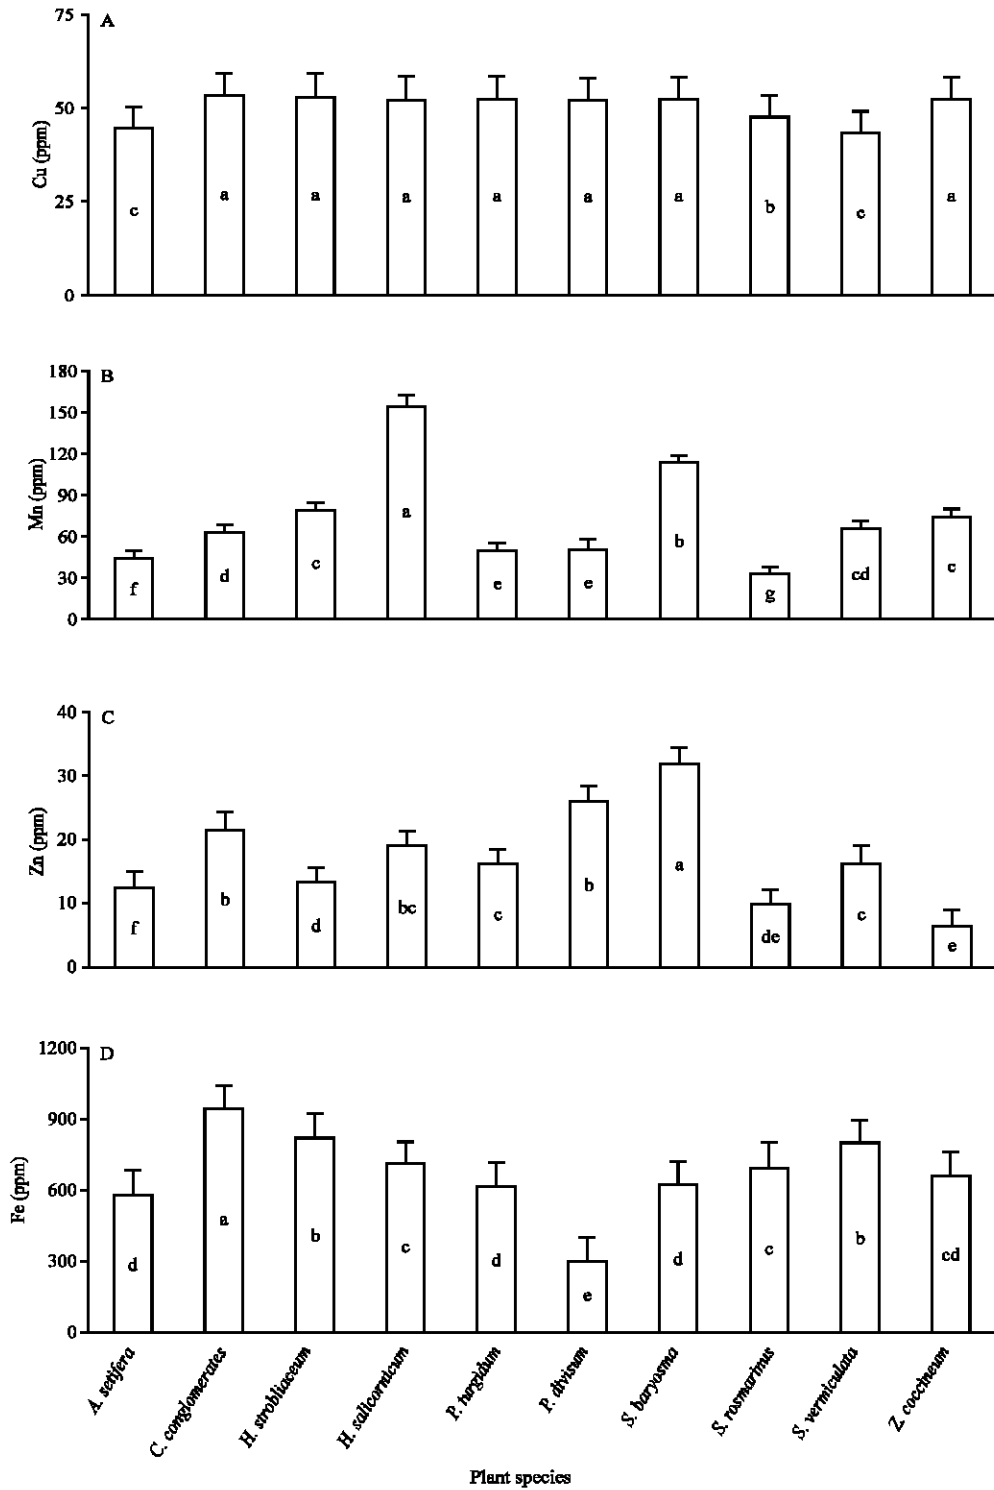 A
75
50
25
0
Cu (ppm)
c a a a a a a b c a
B
180
150
120
90
60
30
0
Mn (ppm)
f d c a e e b g cd c
C
40
30
20
10
0
Zn (ppm)
f b d bc c b a de c e
D
1200
900
600
300
0
Fe (ppm)
d a b c d e d c b cd
A. setifera
C. conglomerates
H. strobliaceum
H. salicornicum
P. turgidum
P. divisum
S. baryosma
S. rosmarinus
S. vermiculata
Z. coccineum
Plant species